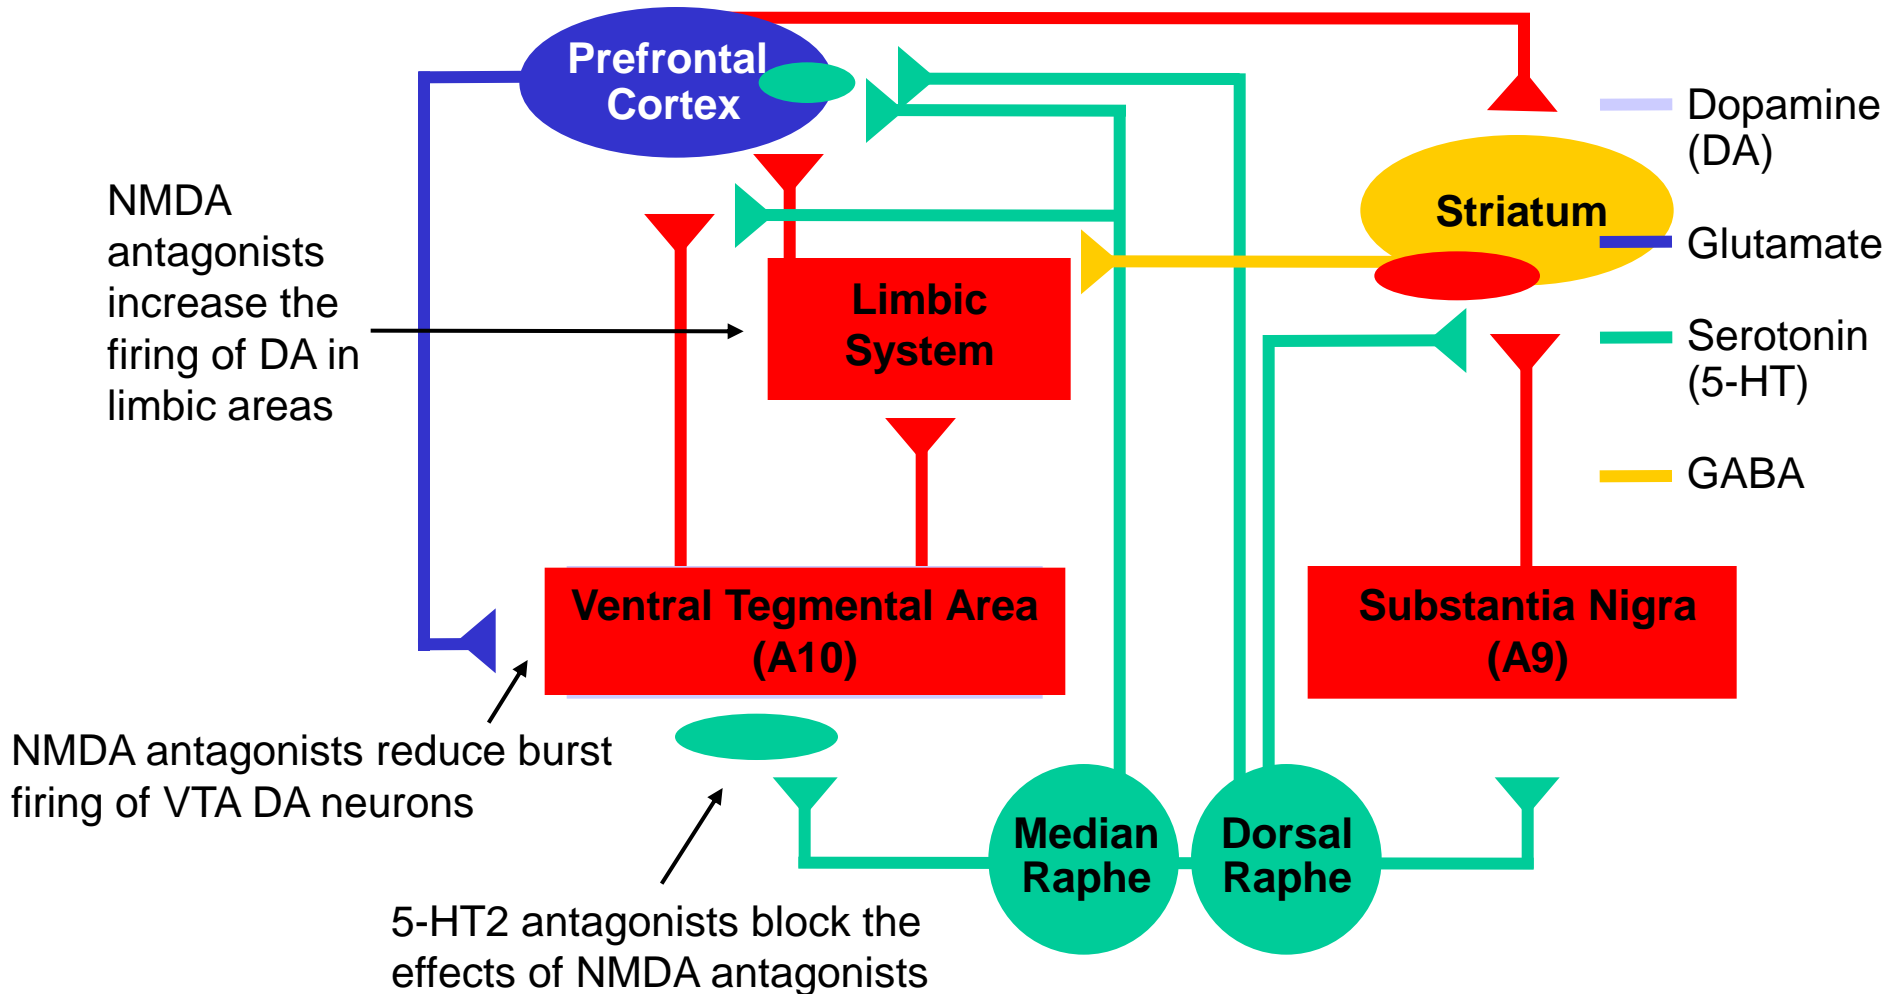 Prefrontal
Cortex
Dopamine
(DA)
NMDA
antagonists
increase the
firing of DA in
limbic areas
Striatum
Glutamate
Limbic
System
Serotonin
(5-HT)
GABA
Ventral Tegmental Area
(A10)
Substantia Nigra
(A9)
NMDA antagonists reduce burst
firing of VTA DA neurons
Median
Raphe
Dorsal
Raphe
5-HT2 antagonists block the
effects of NMDA antagonists